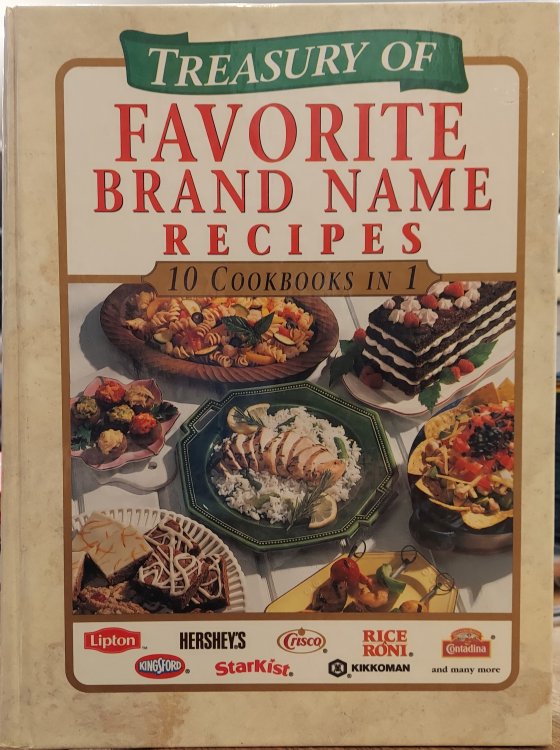 TREASURY OF
FAVORITE
BRAND NAME
RECIPES
10 COOKBOOKS IN 1
Lipton™ HERSHEY'S® Crisco® RICE A RONI® Contadina®
KINGSFORD® StarKist® KIKKOMAN and many more